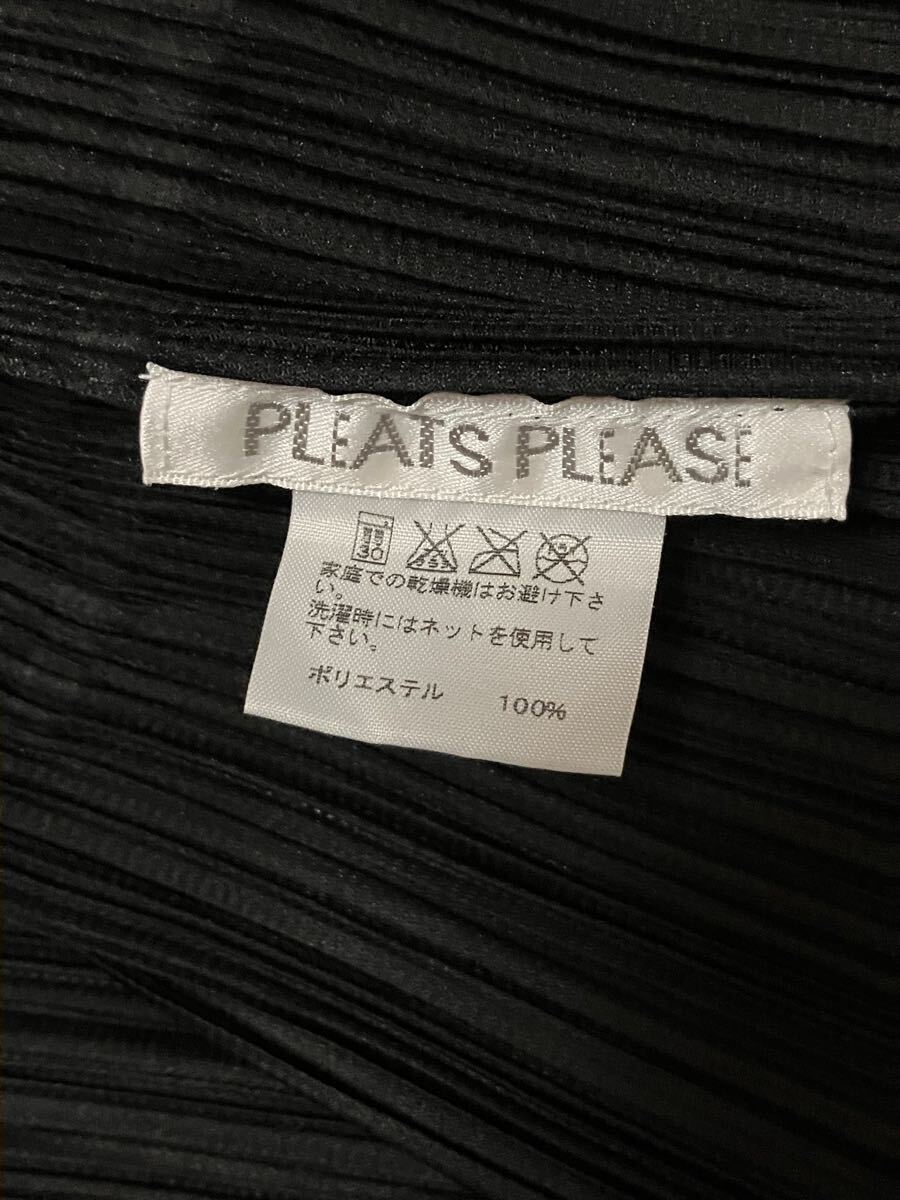 PLEATS PLEASE
30
家庭での乾燥機はお避け下さ
い。
洗濯時にはネットを使用して
下さい。
ポリエステル 100%